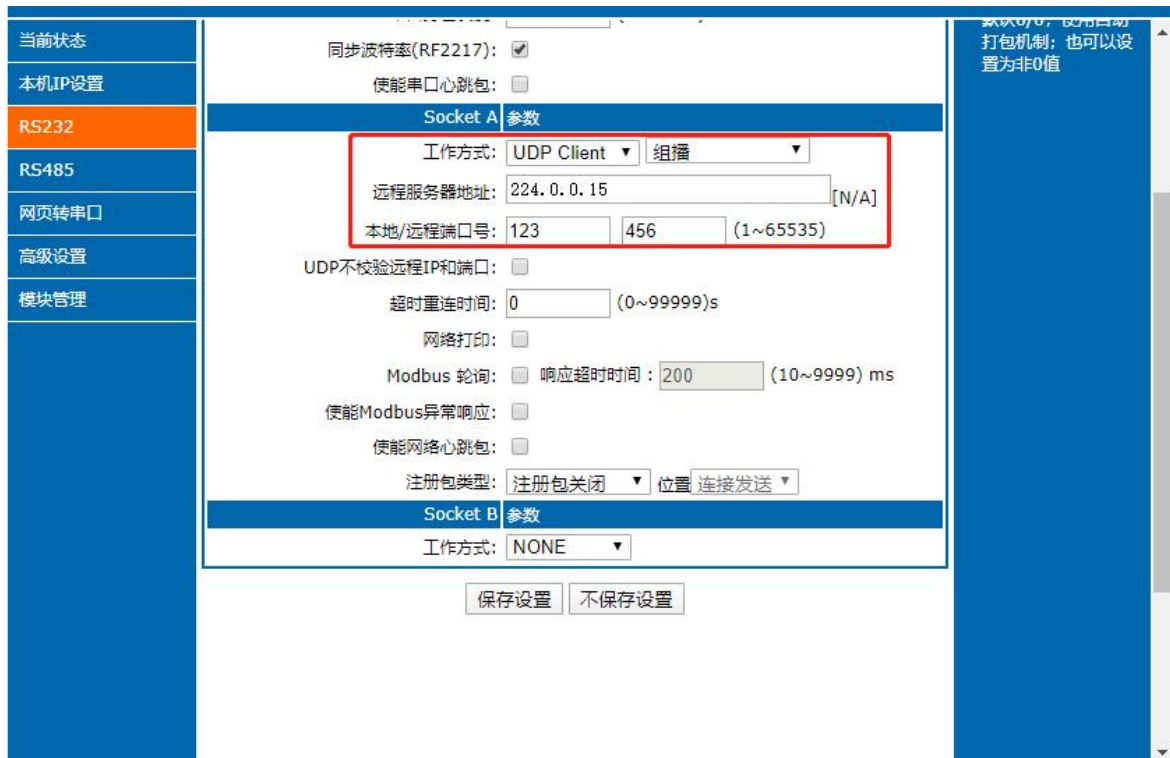 当前状态
本机IP设置
RS232
RS485
网页转串口
高级设置
模块管理
同步波特率(RF2217):
使能串口心跳包:
Socket A 参数
工作方式: UDP Client 组播
远程服务器地址: 224.0.0.15 [N/A]
本地/远程端口号: 123 456 (1~65535)
UDP不校验远程IP和端口:
超时重连时间: 0 (0~99999)s
网络打印:
Modbus 轮询: 响应超时时间: 200 (10~9999) ms
使能Modbus异常响应:
使能网络心跳包:
注册包类型: 注册包关闭 位置 连接发送
Socket B 参数
工作方式: NONE
保存设置 不保存设置
默认0/0, 使用自动
打包机制; 也可以设
置为非0值